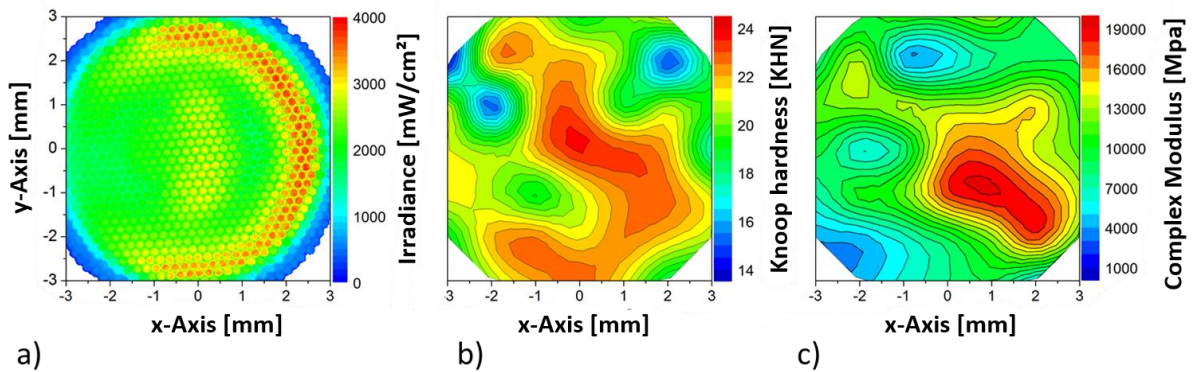 y-Axis [mm]
3
2
1
0
-1
-2
-3
-3 -2 -1 0 1 2 3
x-Axis [mm]
4000
3000
2000
1000
0
Irradiance [mW/cm²]
a)
-3 -2 -1 0 1 2 3
x-Axis [mm]
24
22
20
18
16
14
Knoop hardness [KHN]
b)
-3 -2 -1 0 1 2 3
x-Axis [mm]
19000
16000
13000
10000
7000
4000
1000
Complex Modulus [Mpa]
c)